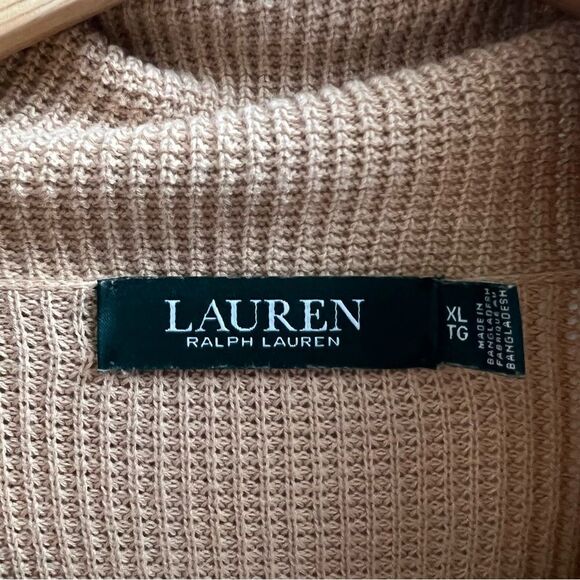 LAUREN
RALPH LAUREN
XL
TG
MADE IN
BANGLADESH
FABRIQUÉ AU
BANGLADESH